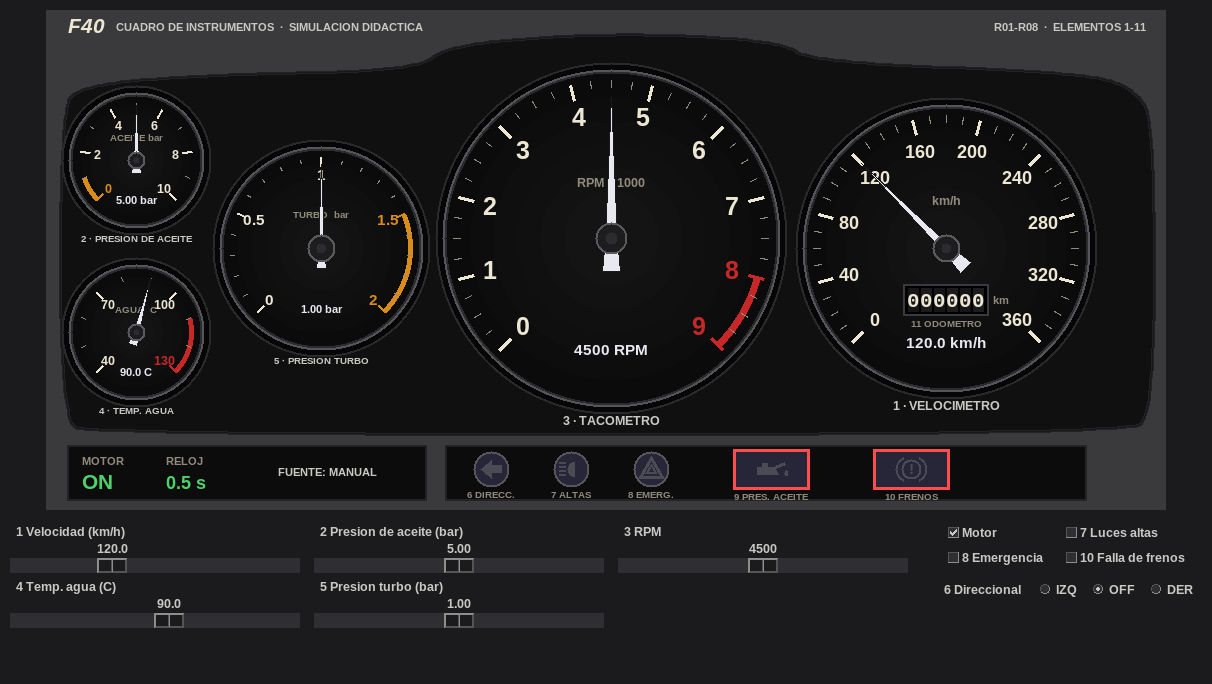 F40 CUADRO DE INSTRUMENTOS · SIMULACION DIDACTICA
R01-R08 · ELEMENTOS 1-11
0 2 4 6 8 10
ACEITE bar
5.00 bar
2 · PRESION DE ACEITE
40 70 100 130
AGUA C
90.0 C
4 · TEMP. AGUA
0 0.5 1 1.5 2
TURBO bar
1.00 bar
5 · PRESION TURBO
0 1 2 3 4 5 6 7 8 9
RPM 1000
4500 RPM
3 · TACOMETRO
0 40 80 120 160 200 240 280 320 360
km/h
000000 km
11 ODOMETRO
120.0 km/h
1 · VELOCIMETRO
MOTOR
ON
RELOJ
0.5 s
FUENTE: MANUAL
6 DIRECC.
7 ALTAS
8 EMERG.
9 PRES. ACEITE
10 FRENOS
1 Velocidad (km/h)
120.0
2 Presion de aceite (bar)
5.00
3 RPM
4500
4 Temp. agua (C)
90.0
5 Presion turbo (bar)
1.00
Motor
7 Luces altas
8 Emergencia
10 Falla de frenos
6 Direccional IZQ OFF DER